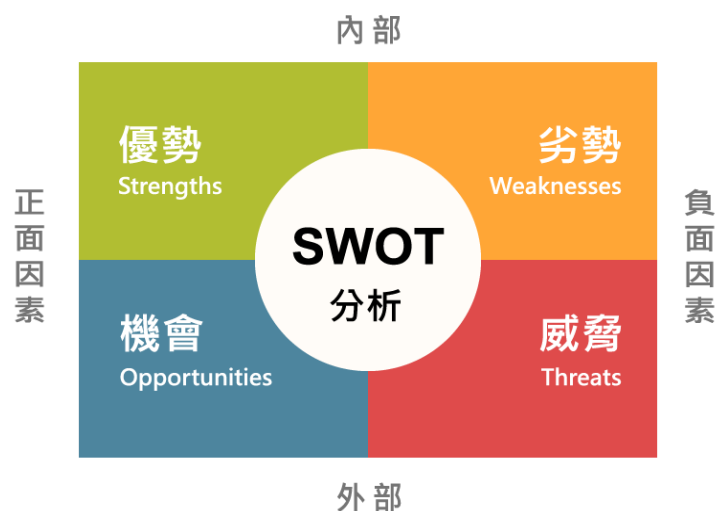 內部
優勢
Strengths
劣勢
Weaknesses
正面因素
SWOT
分析
負面因素
機會
Opportunities
威脅
Threats
外部